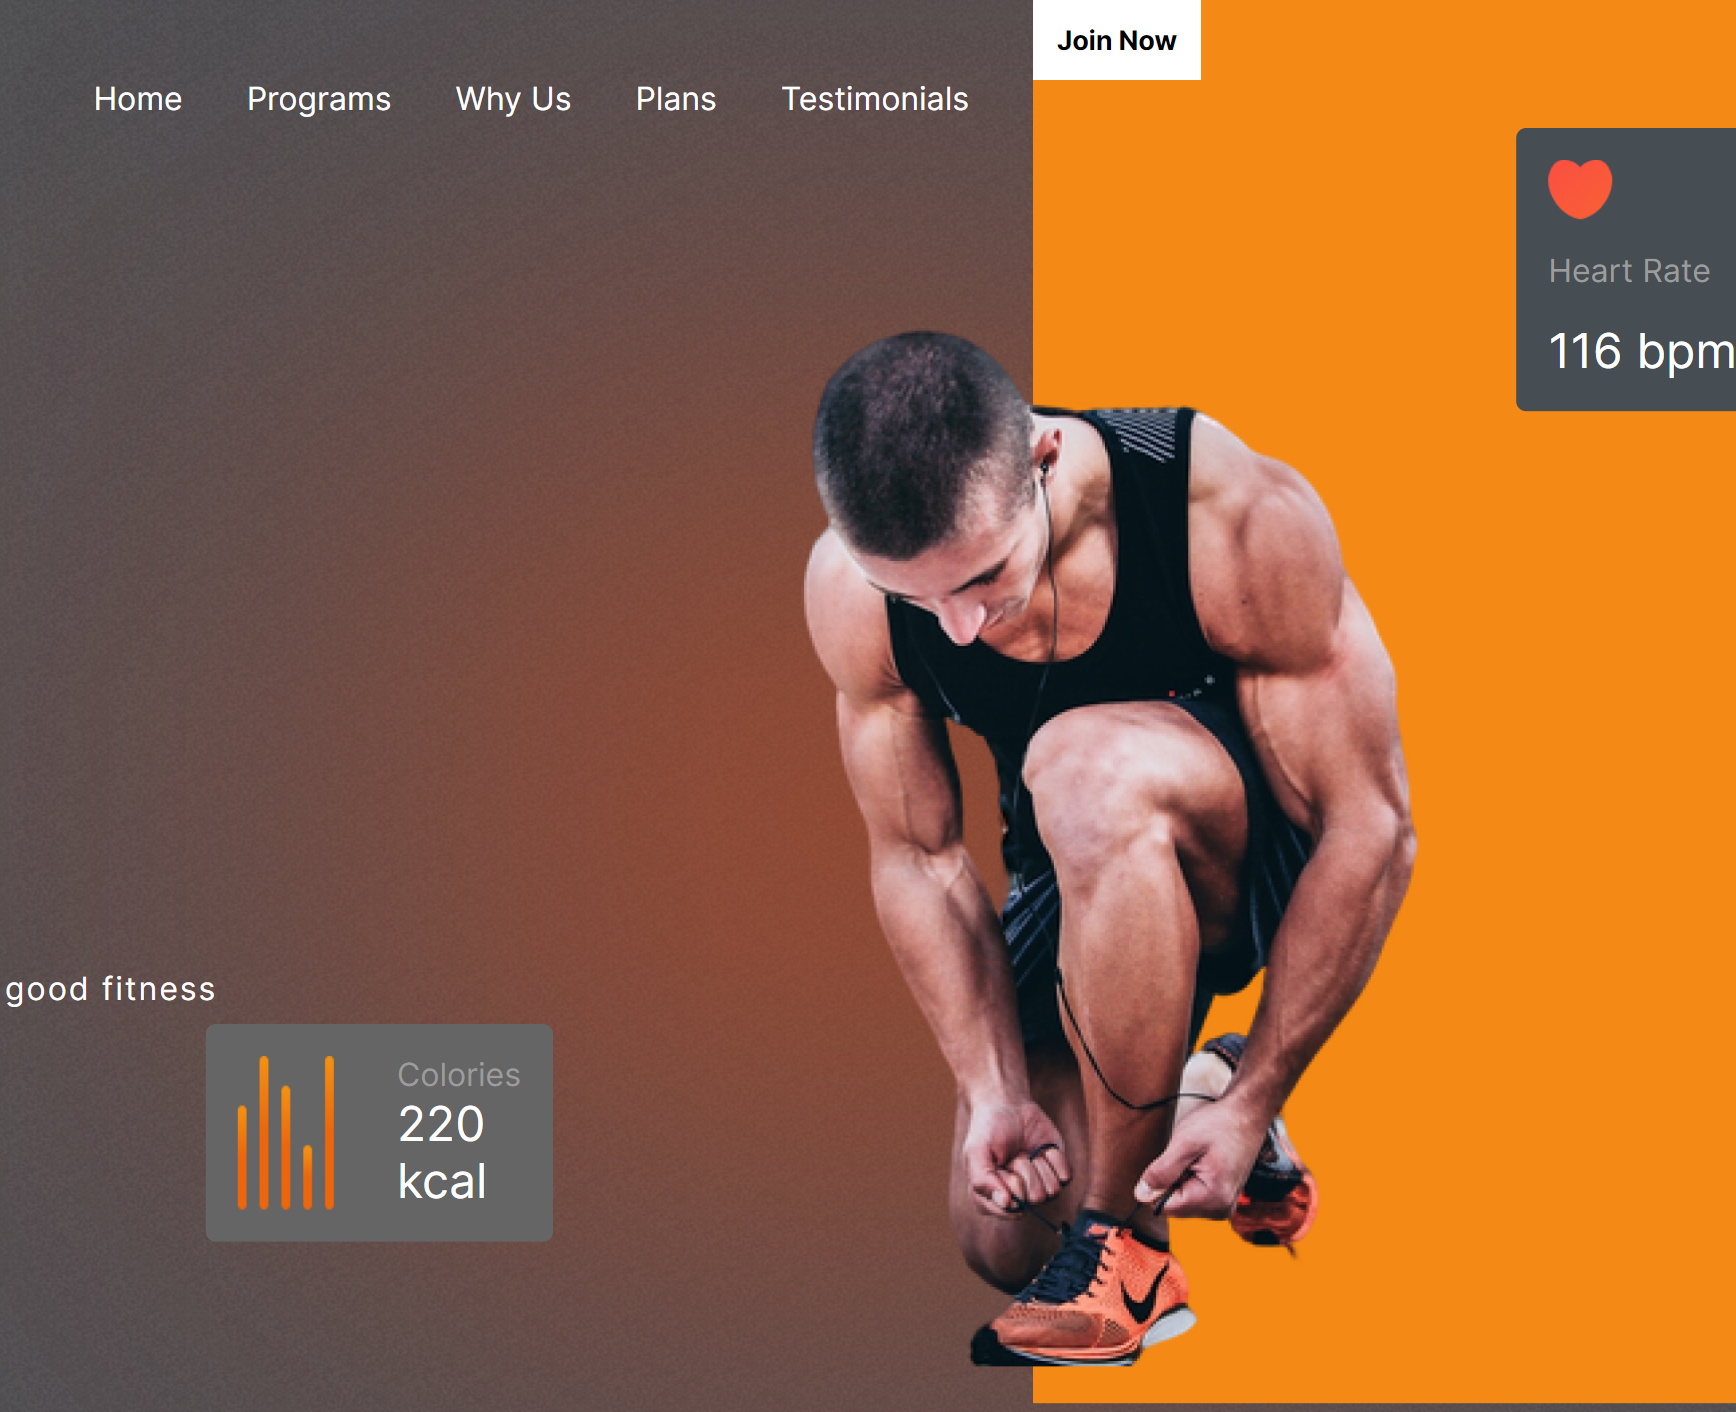 Join Now
Home Programs Why Us Plans Testimonials
Heart Rate
116 bpm
good fitness
Colories
220
kcal